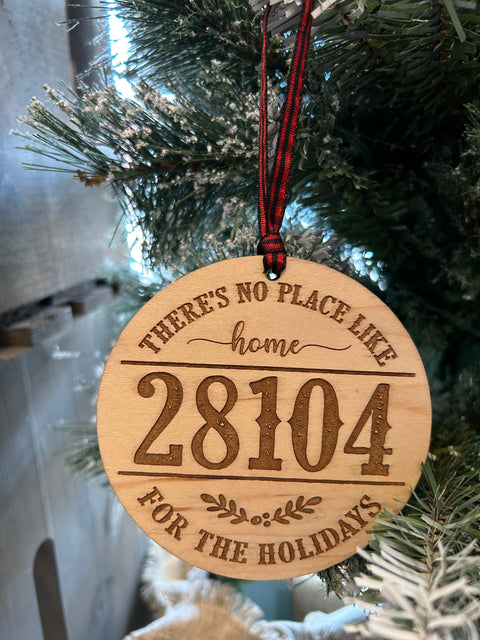 THERE'S NO PLACE LIKE
home
28104
FOR THE HOLIDAYS